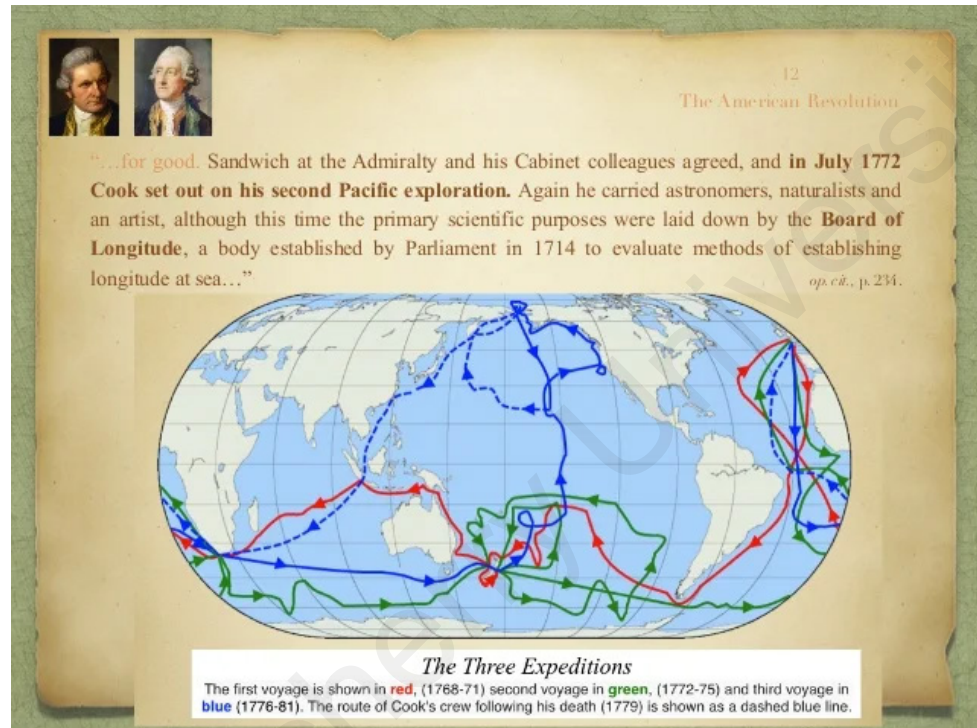 12
The American Revolution
“…for good. Sandwich at the Admiralty and his Cabinet colleagues agreed, and in July 1772
Cook set out on his second Pacific exploration. Again he carried astronomers, naturalists and
an artist, although this time the primary scientific purposes were laid down by the Board of
Longitude, a body established by Parliament in 1714 to evaluate methods of establishing
longitude at sea…”
op. cit., p. 234.
The Three Expeditions
The first voyage is shown in red, (1768-71) second voyage in green, (1772-75) and third voyage in
blue (1776-81). The route of Cook's crew following his death (1779) is shown as a dashed blue line.